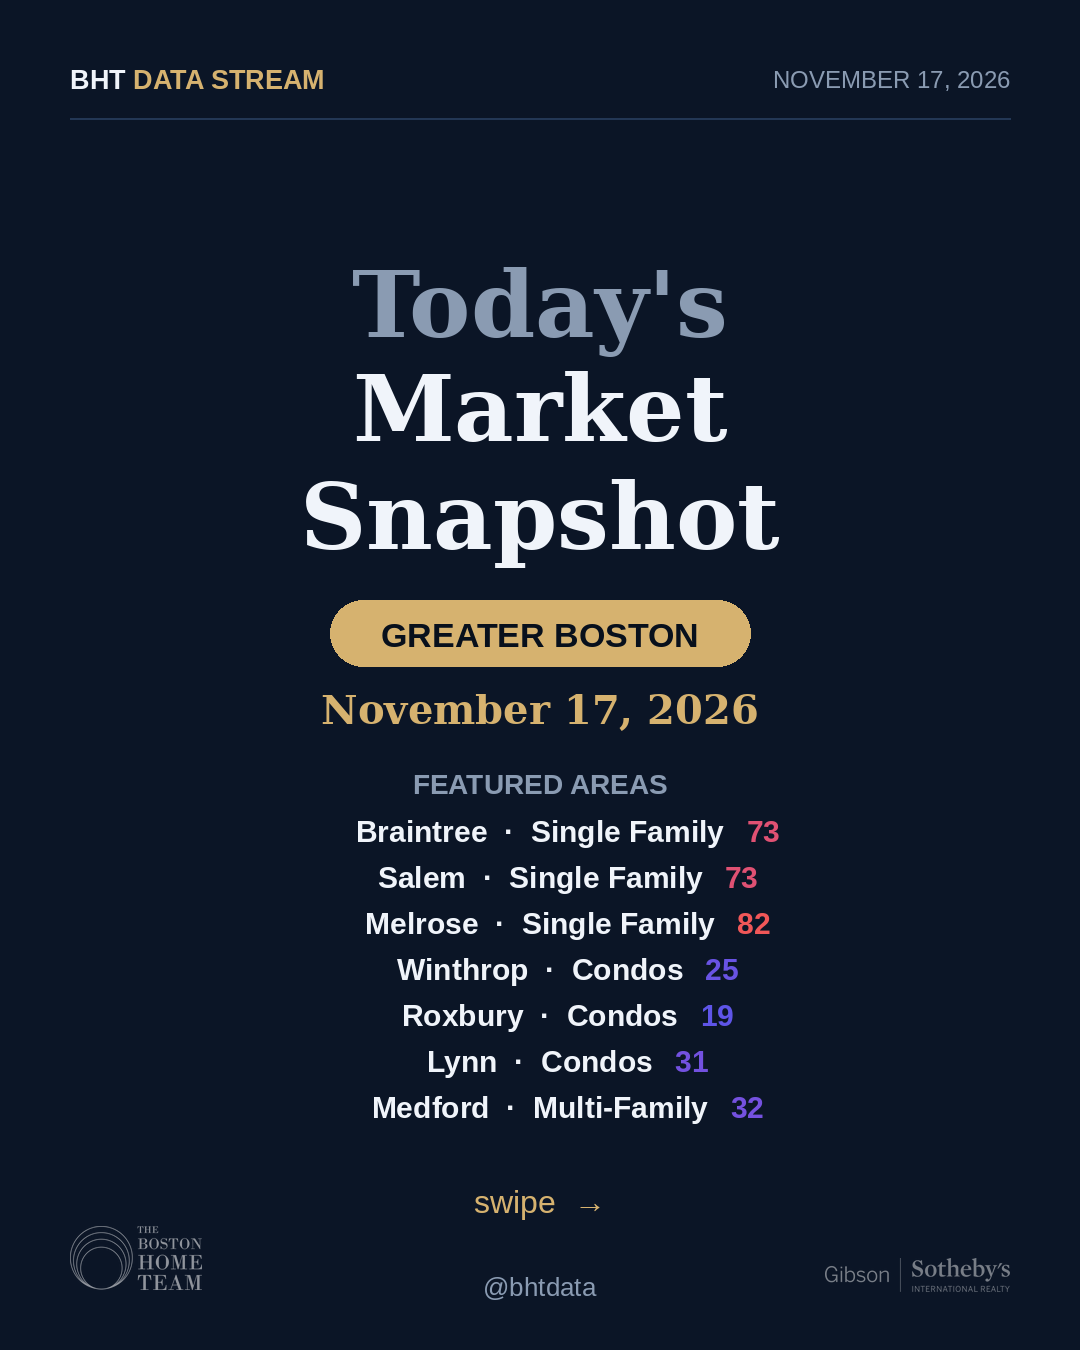 BHT DATA STREAM
NOVEMBER 17, 2026
Today's
Market
Snapshot
GREATER BOSTON
November 17, 2026
FEATURED AREAS
Braintree · Single Family 73
Salem · Single Family 73
Melrose · Single Family 82
Winthrop · Condos 25
Roxbury · Condos 19
Lynn · Condos 31
Medford · Multi-Family 32
swipe →
THE
BOSTON
HOME
TEAM
@bhtdata
Gibson
Sotheby's
INTERNATIONAL REALTY